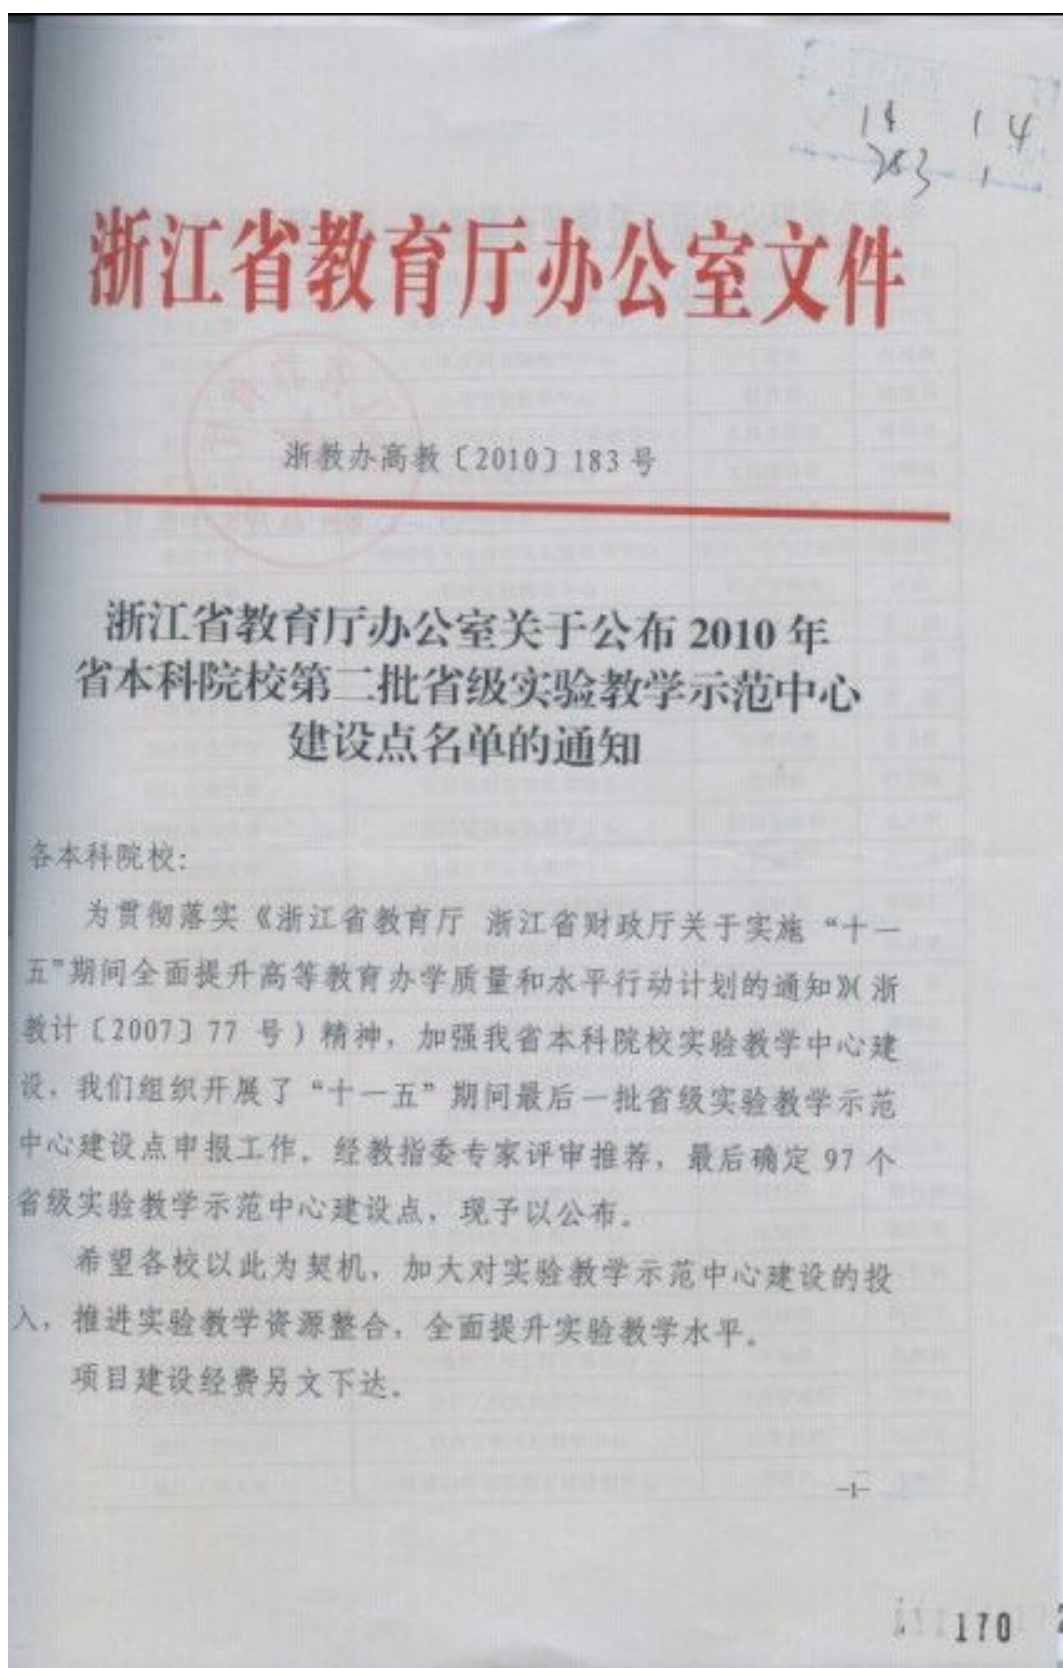 14 14
283 1
浙江省教育厅办公室文件
浙教办高教〔2010〕183 号
浙江省教育厅办公室关于公布 2010 年
省本科院校第二批省级实验教学示范中心
建设点名单的通知
各本科院校:
为贯彻落实《浙江省教育厅 浙江省财政厅关于实施“十一
五”期间全面提升高等教育办学质量和水平行动计划的通知》(浙
教计〔2007〕77 号)精神，加强我省本科院校实验教学中心建
设，我们组织开展了“十一五”期间最后一批省级实验教学示范
中心建设点申报工作。经教指委专家评审推荐，最后确定 97 个
省级实验教学示范中心建设点，现予以公布。
希望各校以此为契机，加大对实验教学示范中心建设的投
入，推进实验教学资源整合，全面提升实验教学水平。
项目建设经费另文下达。
—1—
170